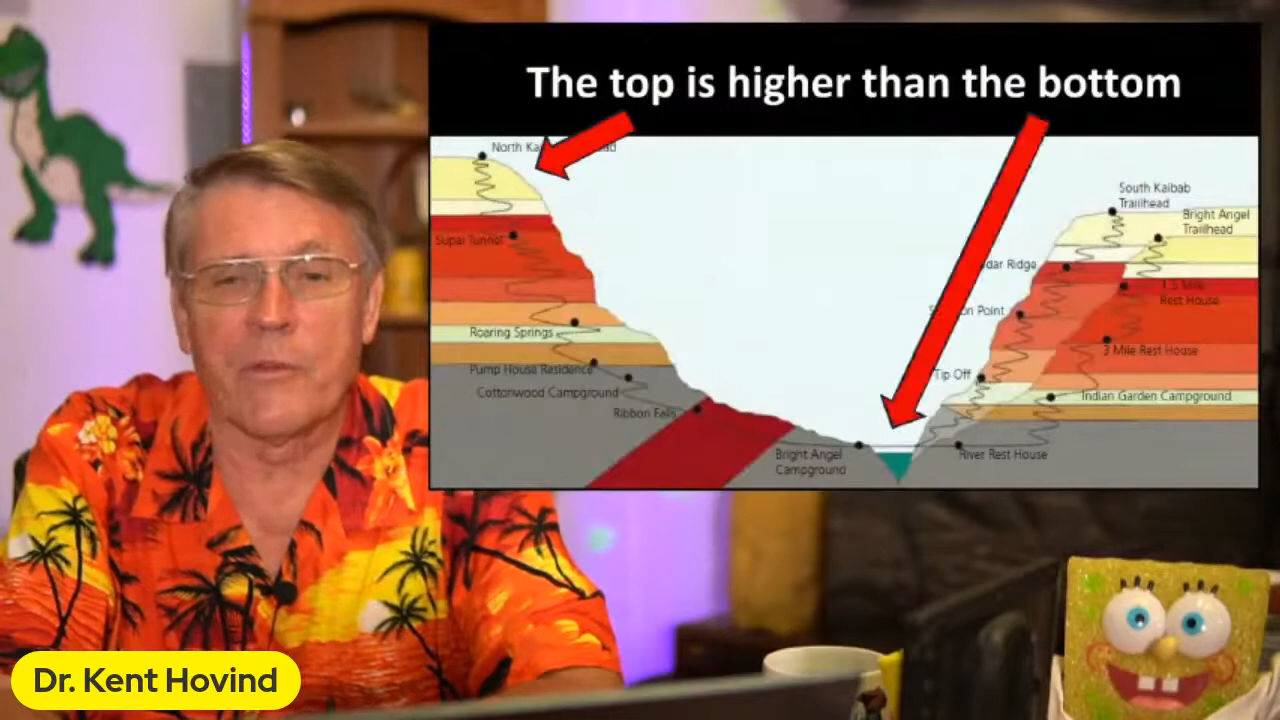 The top is higher than the bottom
North Ka
South Kaibab
Trailhead
Bright Angel
Trailhead
Supai Tunnel
dar Ridge
1.5 Mile
Rest House
on Point
Roaring Springs
3 Mile Rest House
Pump House Residence
Tip Off
Cottonwood Campground
Indian Garden Campground
Ribbon Falls
Bright Angel
Campground
River Rest House
Dr. Kent Hovind